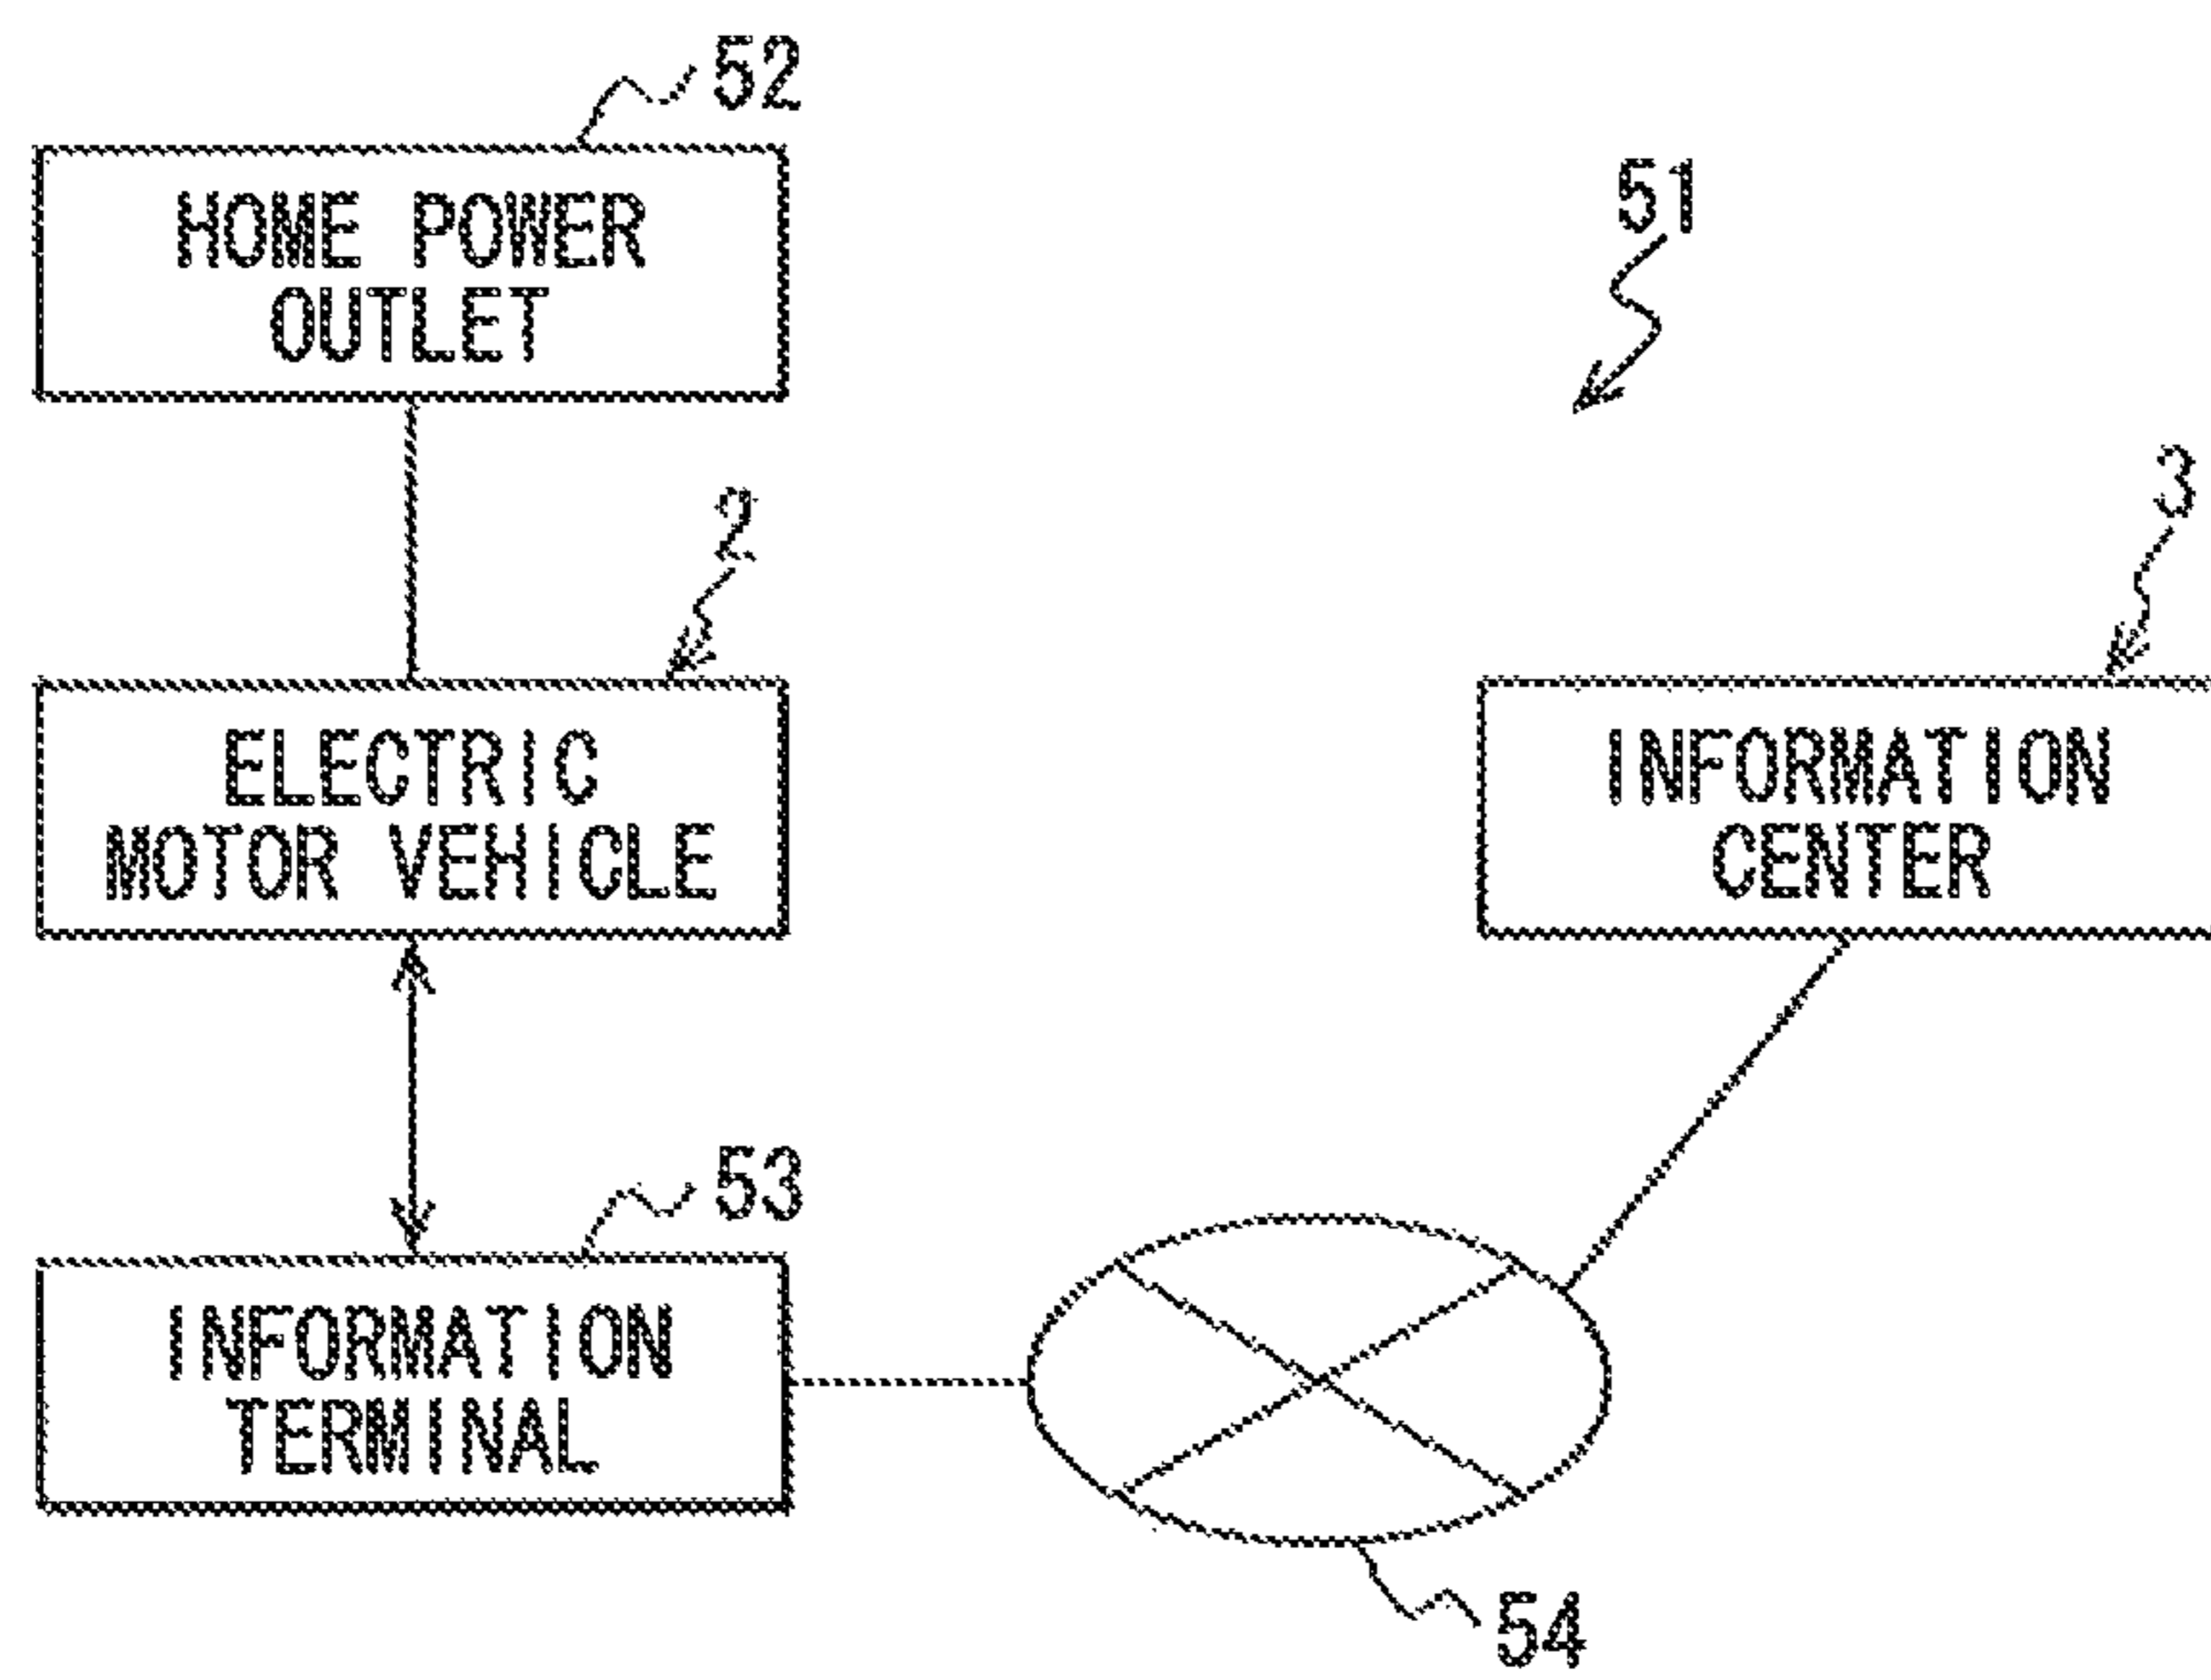 52
HOME POWER
OUTLET
51
2
3
ELECTRIC
MOTOR VEHICLE
INFORMATION
CENTER
53
INFORMATION
TERMINAL
54